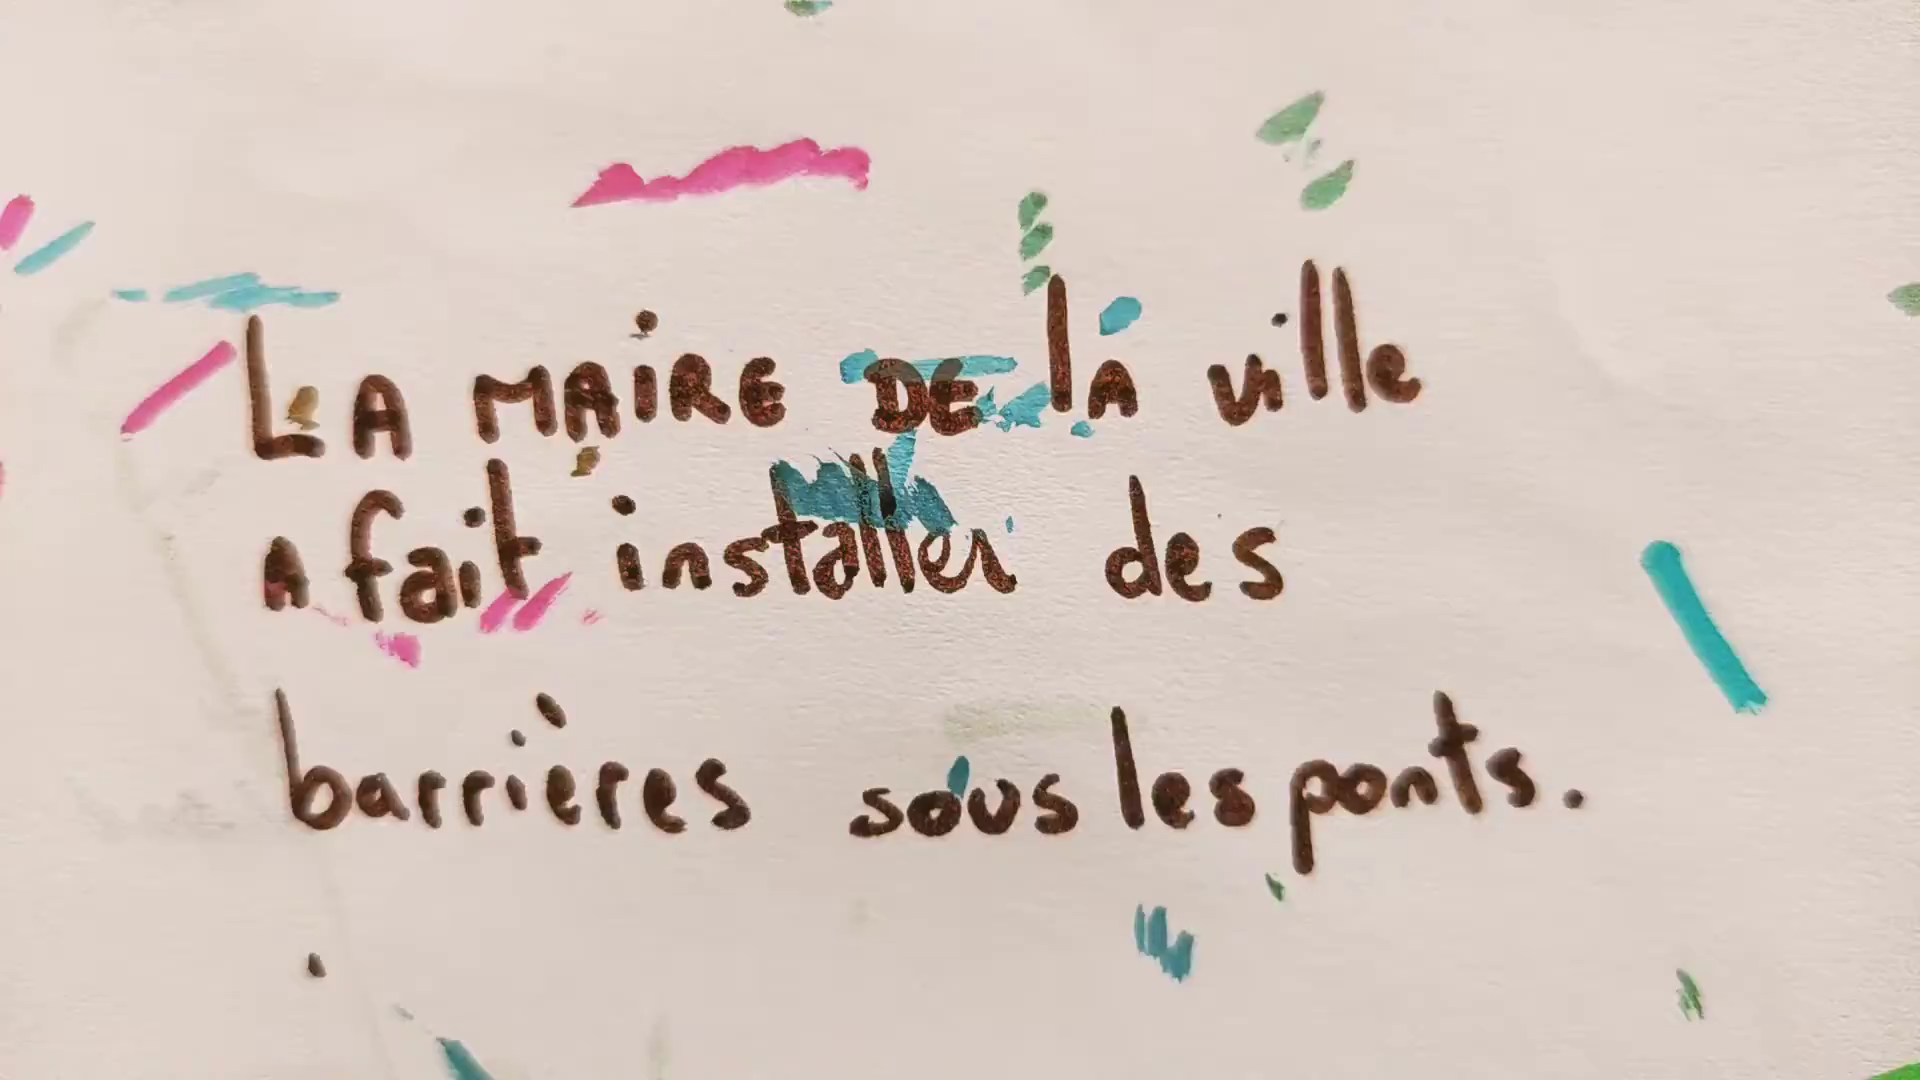 LA MAIRE DE la ville
a fait installer des
barrières sous les ponts.